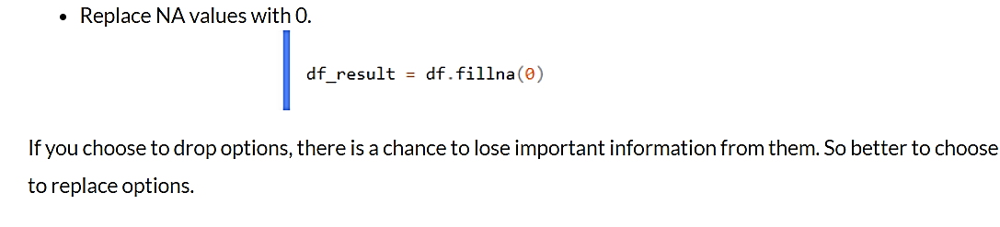 • Replace NA values with 0.
df_result = df.fillna(0)
If you choose to drop options, there is a chance to lose important information from them. So better to choose
to replace options.